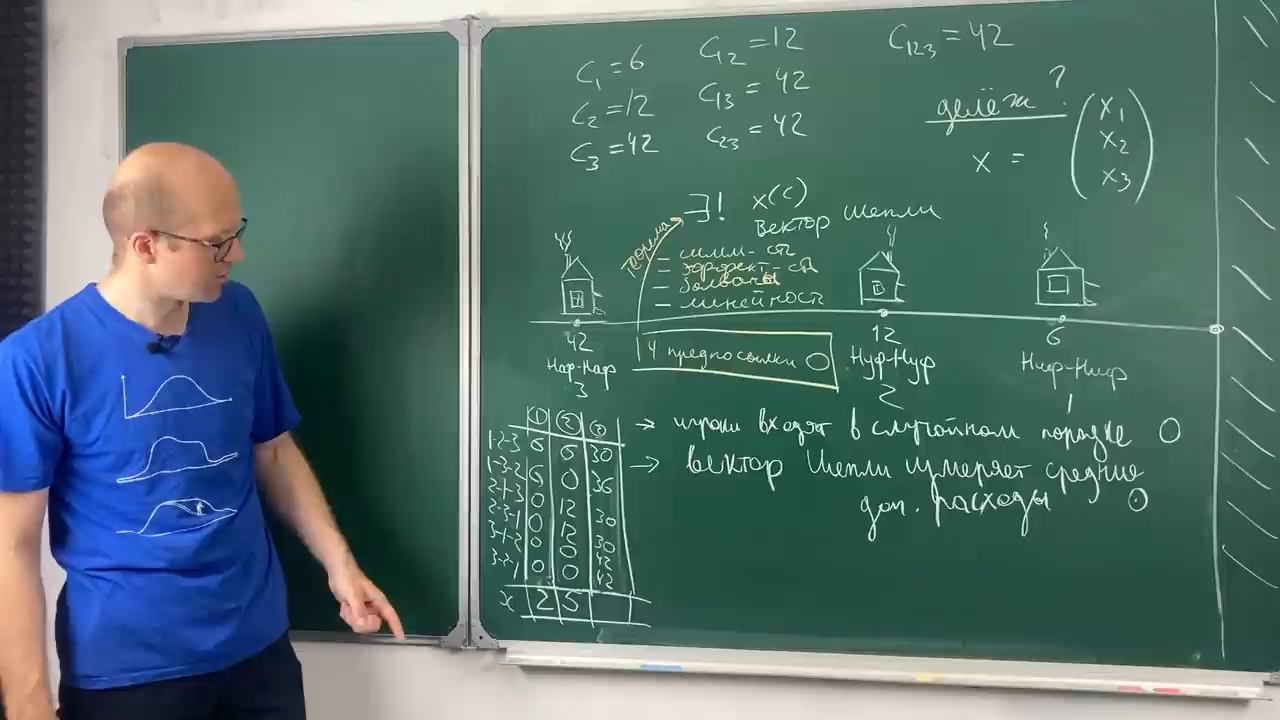 C₁ = 6
C₂ = 12
C₃ = 42
C₁₂ = 12
C₁₃ = 42
C₂₃ = 42
C₁₂₃ = 42
делёж ?
x = (x₁ x₂ x₃)
∃! x(c)
вектор Шепли
теорема
— симм-сть
— эффект-сть
— болваны
— линейность
4 предпосылки
42
Наф-Наф
3
12
Нуф-Нуф
2
6
Ниф-Ниф
1
① ② ③
1-2-3 6 6 30
1-3-2 6 0 36
2-1-3 0 12 30
2-3-1 0 12 30
3-1-2 0 0 42
3-2-1 0 0 42
x 2 5
→ игроки входят в случайном порядке
→ вектор Шепли измеряет средние
доп. расходы